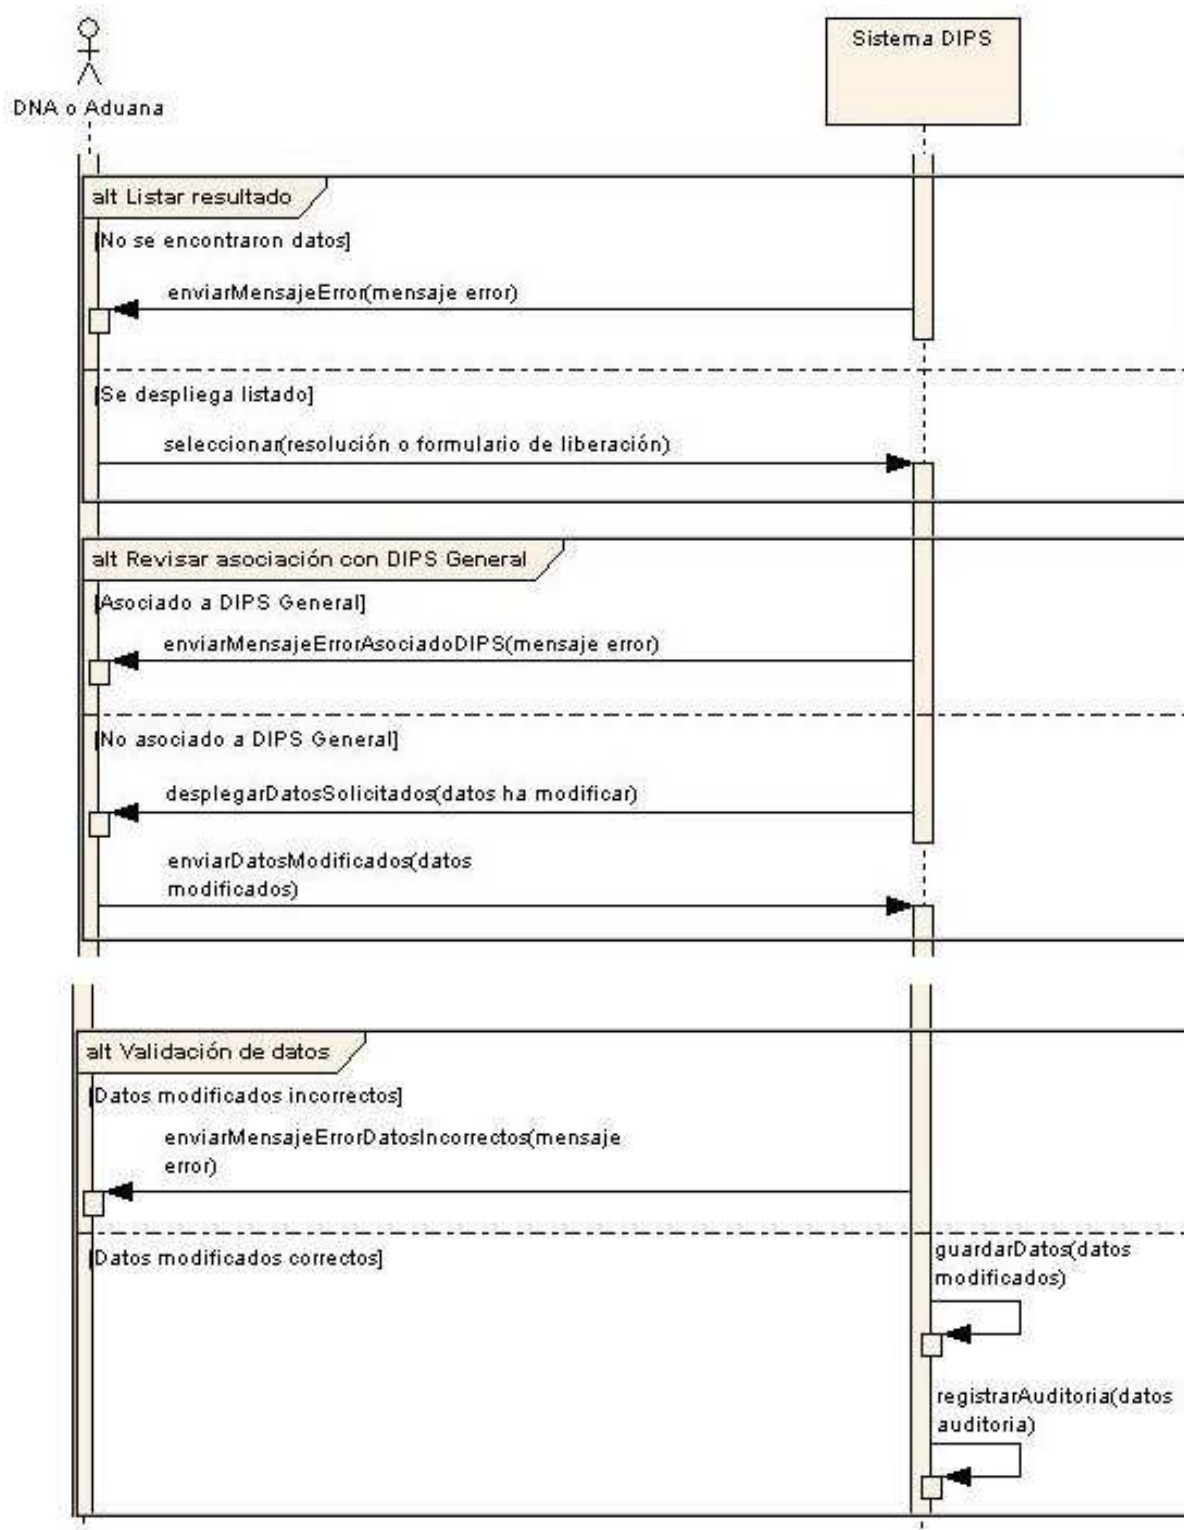 DNA o Aduana
Sistema DIPS
alt Listar resultado
[No se encontraron datos]
enviarMensajeError(mensaje error)
[Se despliega listado]
seleccionar(resolución o formulario de liberación)
alt Revisar asociación con DIPS General
[Asociado a DIPS General]
enviarMensajeErrorAsociadoDIPS(mensaje error)
[No asociado a DIPS General]
desplegarDatosSolicitados(datos ha modificar)
enviarDatosModificados(datos
modificados)
alt Validación de datos
[Datos modificados incorrectos]
enviarMensajeErrorDatosIncorrectos(mensaje
error)
[Datos modificados correctos]
guardarDatos(datos
modificados)
registrarAuditoria(datos
auditoria)